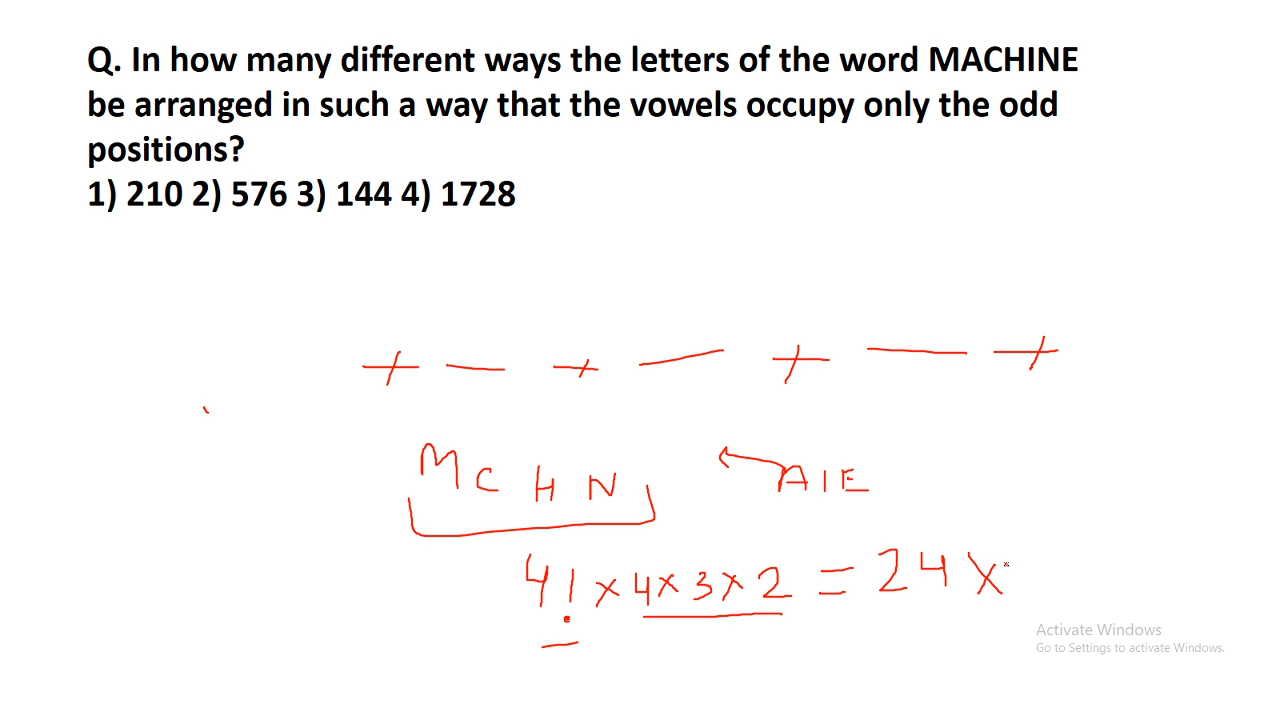 Q. In how many different ways the letters of the word MACHINE
be arranged in such a way that the vowels occupy only the odd
positions?
1) 210 2) 576 3) 144 4) 1728
M C H N A I E
4! × 4 × 3 × 2 = 24 ×
Activate Windows
Go to Settings to activate Windows.